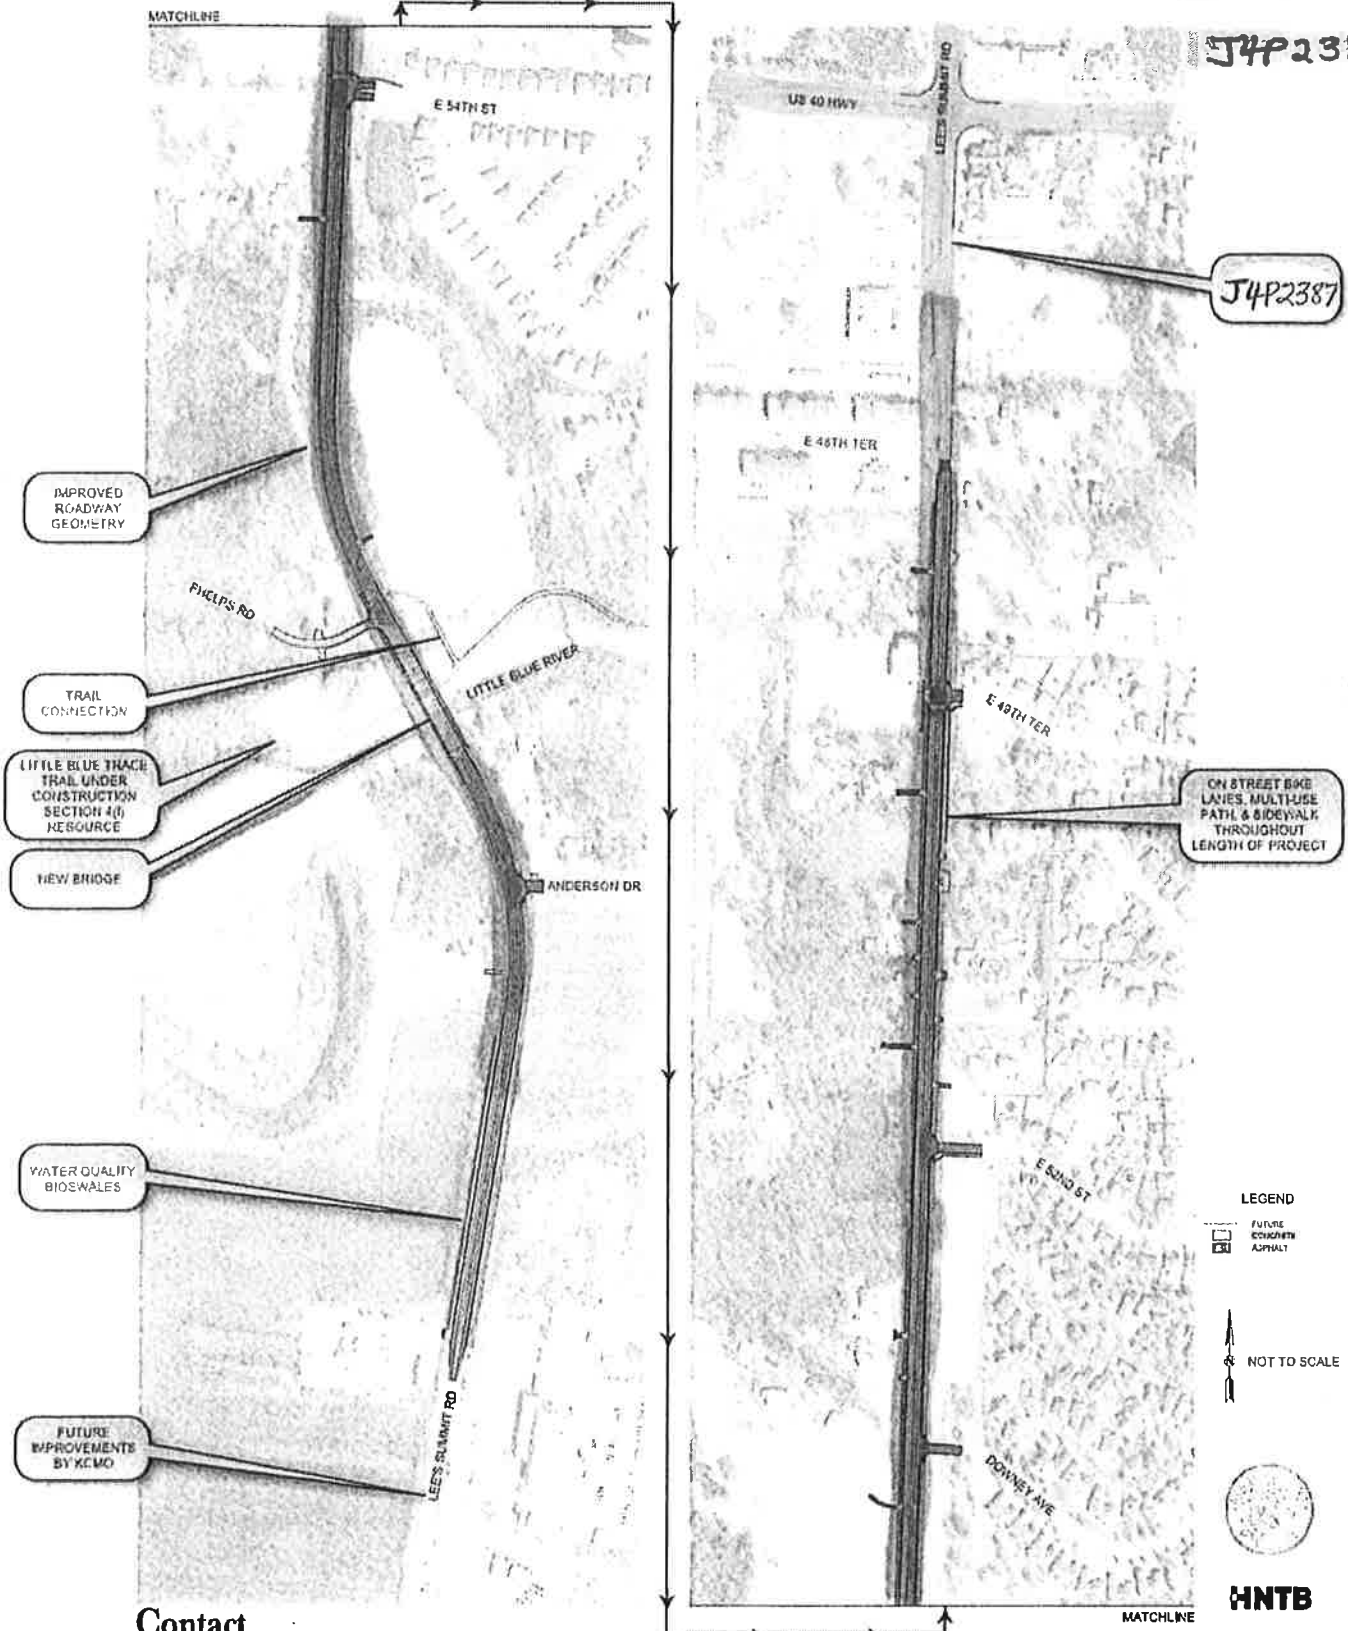 MATCHLINE
E 54TH ST
IMPROVED
ROADWAY
GEOMETRY
PHELPS RD
TRAIL
CONNECTION
LITTLE BLUE RIVER
LITTLE BLUE TRACE
TRAIL UNDER
CONSTRUCTION
SECTION 4(f)
RESOURCE
NEW BRIDGE
ANDERSON DR
WATER QUALITY
BIOSWALES
FUTURE
IMPROVEMENTS
BY KCMO
LEE'S SUMMIT RD
Contact
J4P23
US 40 HWY
LEE'S SUMMIT RD
J4P2387
E 48TH TER
E 49TH TER
ON STREET BIKE
LANES, MULTI-USE
PATH, & SIDEWALK
THROUGHOUT
LENGTH OF PROJECT
E 52ND ST
DOWNEY AVE
LEGEND
FUTURE
CONCRETE
ASPHALT
NOT TO SCALE
HNTB
MATCHLINE